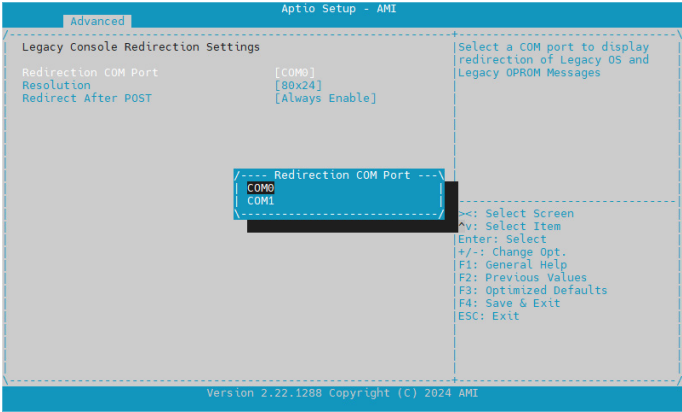 Aptio Setup - AMI
Advanced
Legacy Console Redirection Settings
Redirection COM Port [COM0]
Resolution [80x24]
Redirect After POST [Always Enable]
Select a COM port to display
redirection of Legacy OS and
Legacy OPROM Messages
/---- Redirection COM Port ---\
| COM0 |
| COM1 |
\-----------------------------/
><: Select Screen
^v: Select Item
Enter: Select
+/-: Change Opt.
F1: General Help
F2: Previous Values
F3: Optimized Defaults
F4: Save & Exit
ESC: Exit
Version 2.22.1288 Copyright (C) 2024 AMI